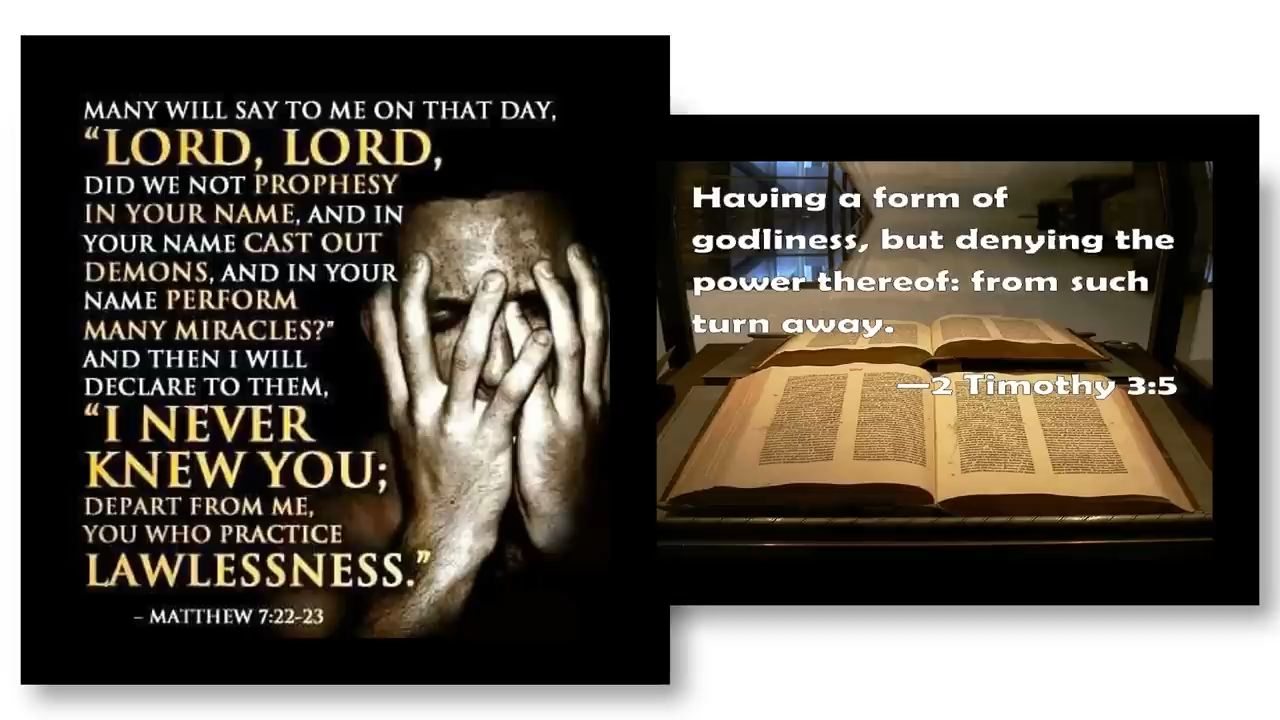 MANY WILL SAY TO ME ON THAT DAY,
“LORD, LORD,
DID WE NOT PROPHESY
IN YOUR NAME, AND IN
YOUR NAME CAST OUT
DEMONS, AND IN YOUR
NAME PERFORM
MANY MIRACLES?”
AND THEN I WILL
DECLARE TO THEM,
“I NEVER
KNEW YOU;
DEPART FROM ME,
YOU WHO PRACTICE
LAWLESSNESS.”
– MATTHEW 7:22-23
Having a form of
godliness, but denying the
power thereof: from such
turn away.
—2 Timothy 3:5